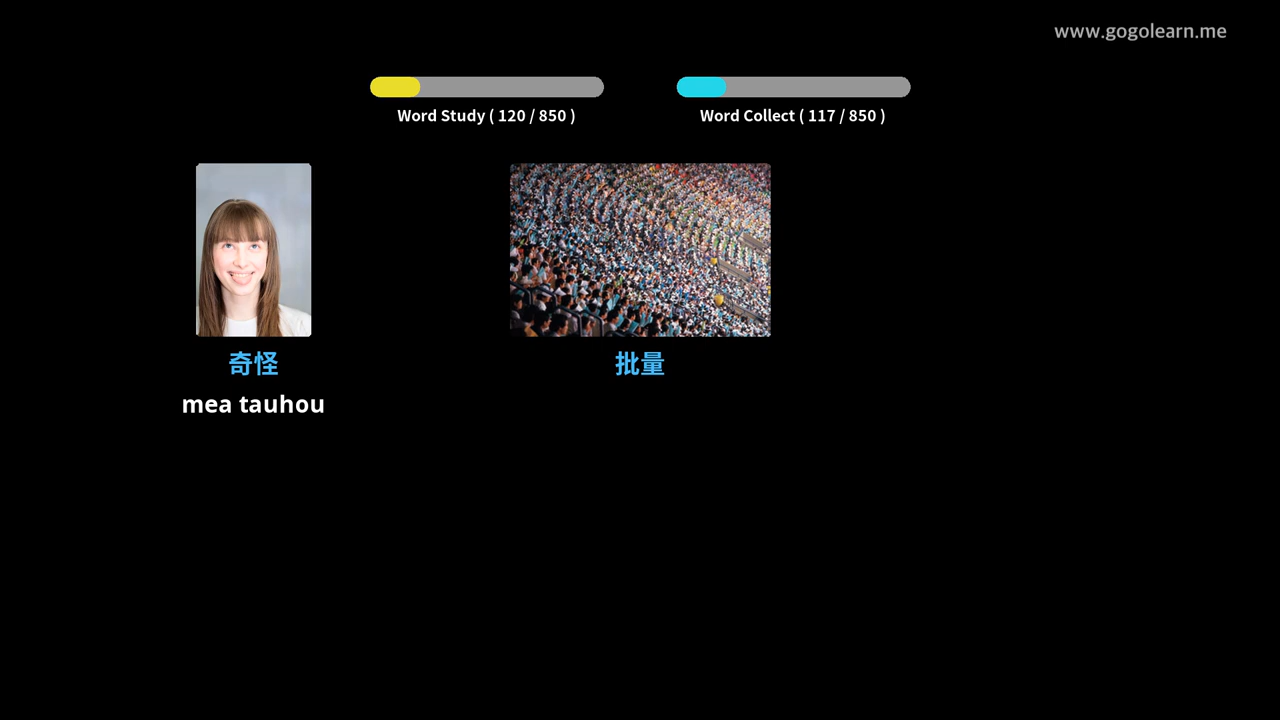 www.gogolearn.me
Word Study ( 120 / 850 )
Word Collect ( 117 / 850 )
奇怪
批量
mea tauhou